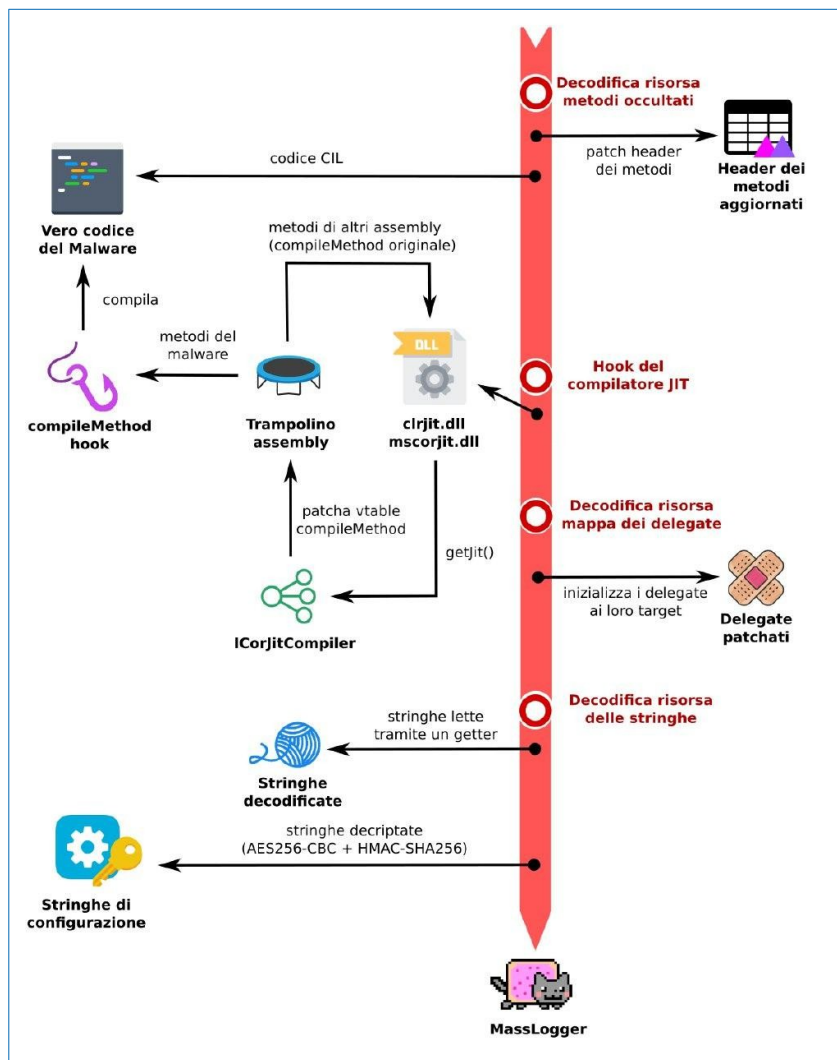 Decodifica risorsa
metodi occultati
codice CIL
patch header
dei metodi
Header dei
metodi
aggiornati
Vero codice
del Malware
metodi di altri assembly
(compileMethod originale)
compila
metodi del
malware
DLL
Hook del
compilatore JIT
compileMethod
hook
Trampolino
assembly
clrjit.dll
mscorjit.dll
Decodifica risorsa
mappa dei delegate
patcha vtable
compileMethod
getJit()
inizializza i delegate
ai loro target
Delegate
patchati
ICorJitCompiler
Decodifica risorsa
delle stringhe
stringhe lette
tramite un getter
Stringhe
decodificate
stringhe decriptate
(AES256-CBC + HMAC-SHA256)
Stringhe di
configurazione
MassLogger